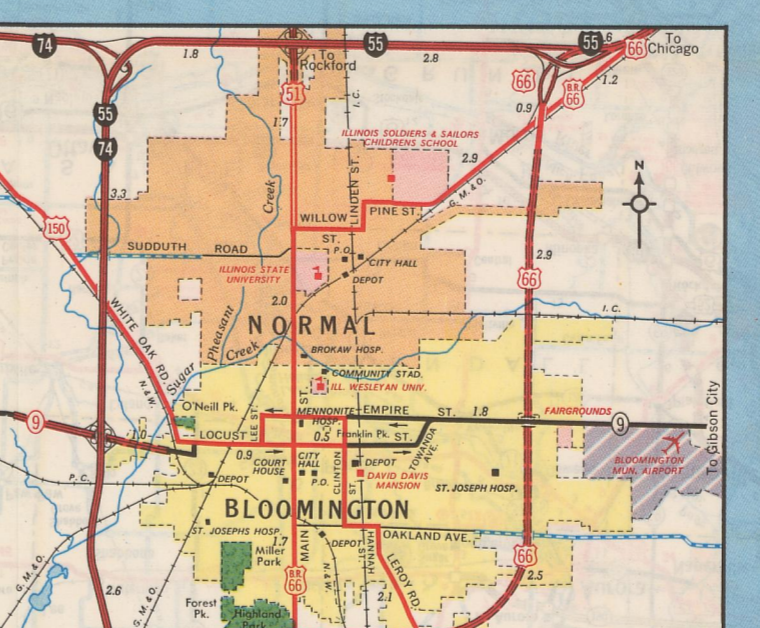 74
1.8
55
2.8
55
.6
66
To
Chicago
To
Rockford
51
I.C.
66
B.R.
66
1.2
0.9
55
74
1.7
ILLINOIS SOLDIERS & SAILORS
CHILDRENS SCHOOL
2.9
G.M.&O.
N
3.3
Creek
LINDEN ST.
WILLOW
ST.
PINE ST.
150
SUDDUTH ROAD
P.O.
CITY HALL
DEPOT
ILLINOIS STATE
UNIVERSITY
2.9
66
2.0
I.C.
NORMAL
WHITE OAK RD.
N.&W.
Pheasant
Creek
Sugar
BROKAW HOSP.
COMMUNITY STAD.
ILL. WESLEYAN UNIV.
ST.
O'Neill Pk.
LEE ST.
MENNONITE
HOSP.
EMPIRE ST.
1.8
FAIRGROUNDS
9
9
1.0
LOCUST
0.5
Franklin Pk.
ST.
TOWANDA
AVE.
To Gibson City
BLOOMINGTON
MUN. AIRPORT
0.9
COURT
HOUSE
CITY
HALL
P.O.
CLINTON
ST.
DEPOT
DAVID DAVIS
MANSION
ST. JOSEPH HOSP.
P.C.
DEPOT
BLOOMINGTON
ST. JOSEPHS HOSP.
1.7
MAIN
DEPOT
HANNAH
ST.
OAKLAND AVE.
Miller
Park
B.R.
66
N.&W.
LEROY RD.
66
2.5
G.M.&O.
2.6
G.M.&O.
Forest
Pk.
Highland
Park
2.1